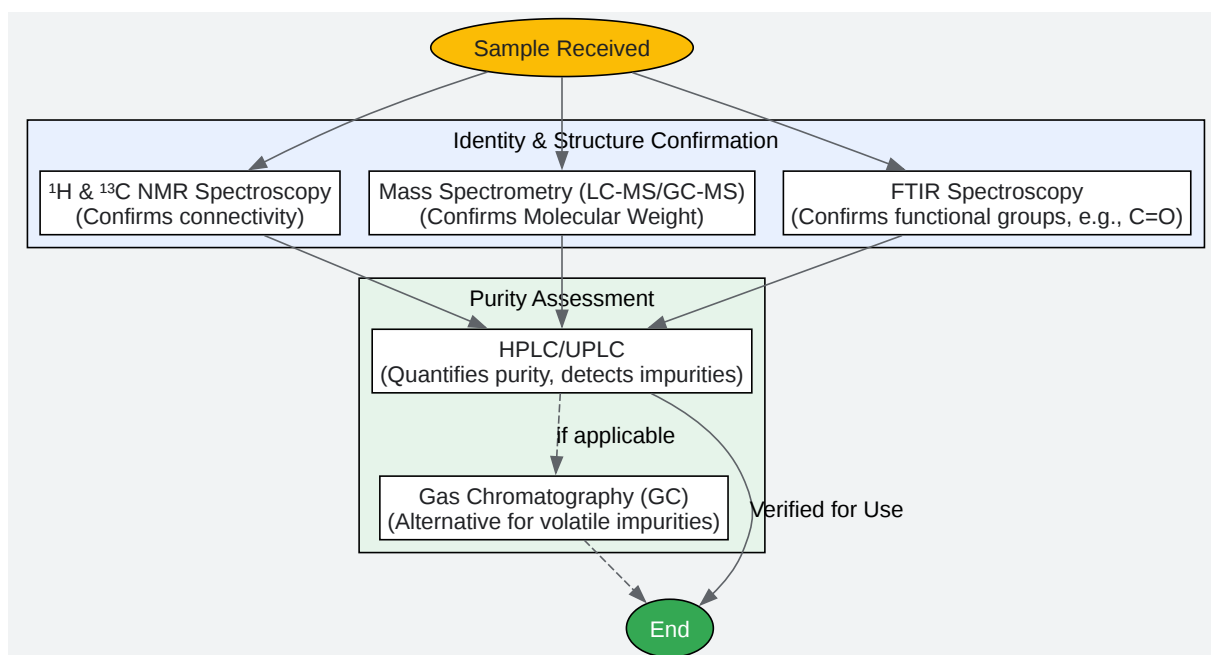 Sample Received
Identity & Structure Confirmation
¹H & ¹³C NMR Spectroscopy
(Confirms connectivity)
Mass Spectrometry (LC-MS/GC-MS)
(Confirms Molecular Weight)
FTIR Spectroscopy
(Confirms functional groups, e.g., C=O)
Purity Assessment
HPLC/UPLC
(Quantifies purity, detects impurities)
if applicable
Gas Chromatography (GC)
(Alternative for volatile impurities)
Verified for Use
End